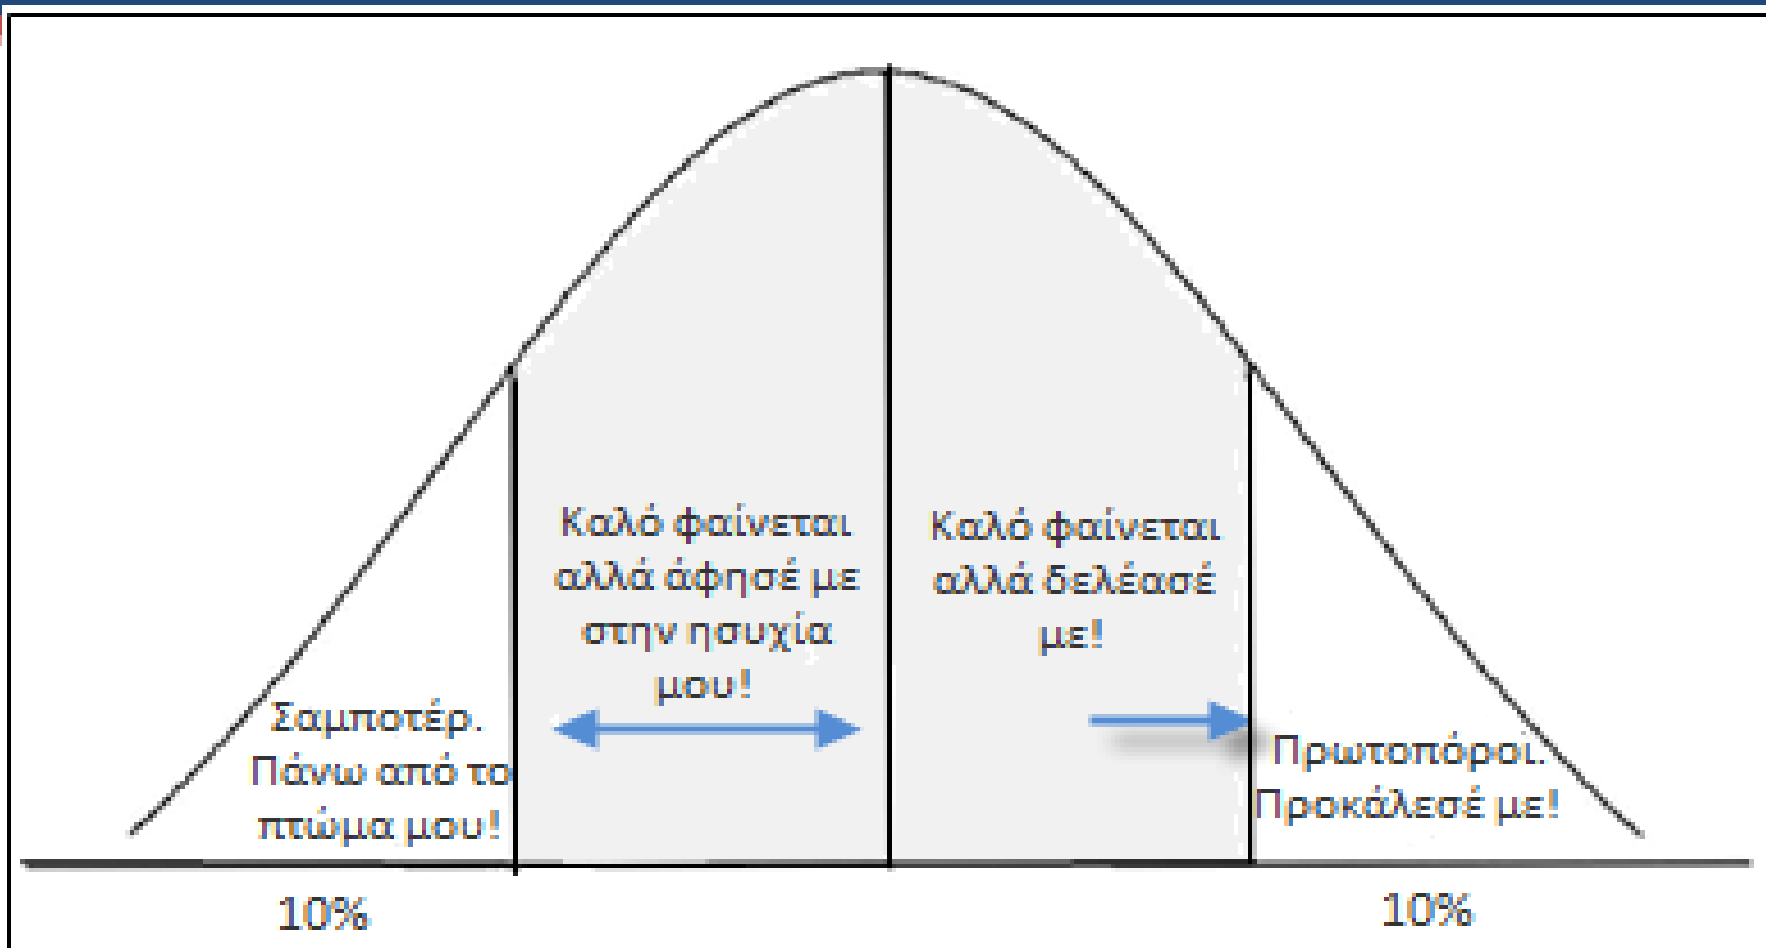 Καλό φαίνεται
αλλά άφησέ με
στην ησυχία
μου!
Καλό φαίνεται
αλλά δελέασέ
με!
Σαμποτέρ.
Πάνω από το
πτώμα μου!
Πρωτοπόροι.
Προκάλεσέ με!
10%
10%